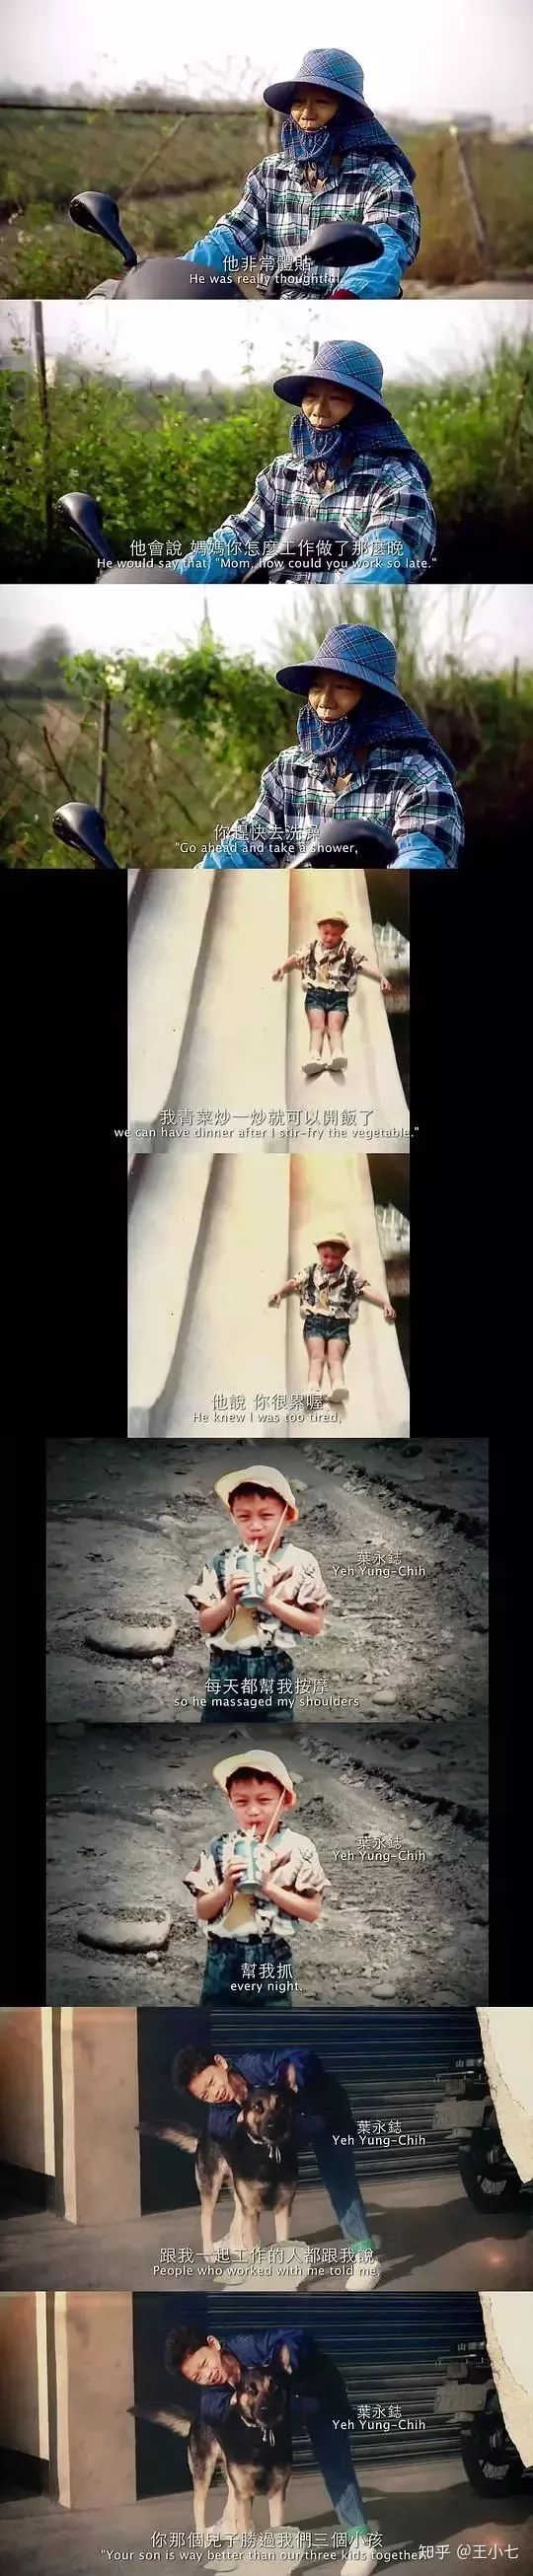 他非常體貼
He was really thoughtful
他會說 媽媽你怎麼工作做了那麼晚
He would say that, "Mom, how could you work so late."
你趕快去洗澡
"Go ahead and take a shower,
我青菜炒一炒就可以開飯了
we can have dinner after I stir-fry the vegetable."
他說 你很累喔
He knew I was too tired,
葉永鋕
Yeh Yung-Chih
每天都幫我按摩
so he massaged my shoulders
葉永鋕
Yeh Yung-Chih
幫我抓
every night.
葉永鋕
Yeh Yung-Chih
跟我一起工作的人都跟我說
People who worked with me told me,
葉永鋕
Yeh Yung-Chih
你那個兒子勝過我們三個小孩
"Your son is way better than our three kids together
知乎 @王小七